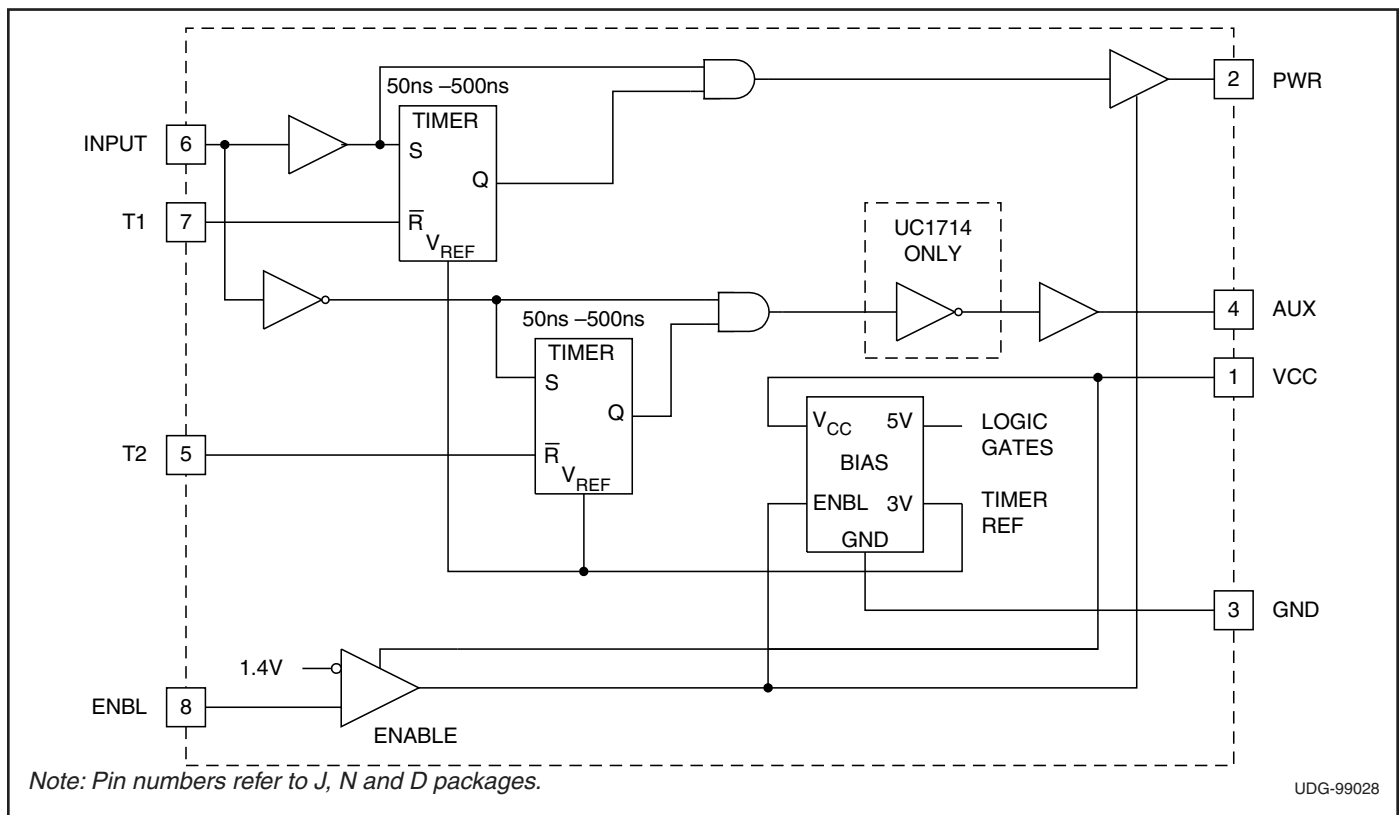 50ns –500ns
TIMER
S
Q
R
VREF
INPUT
6
T1
7
2
PWR
50ns –500ns
TIMER
S
Q
R
VREF
UC1714
ONLY
4
AUX
1
VCC
T2
5
VCC
5V
BIAS
ENBL
3V
GND
LOGIC
GATES
TIMER
REF
3
GND
1.4V
ENBL
8
ENABLE
Note: Pin numbers refer to J, N and D packages.
UDG-99028